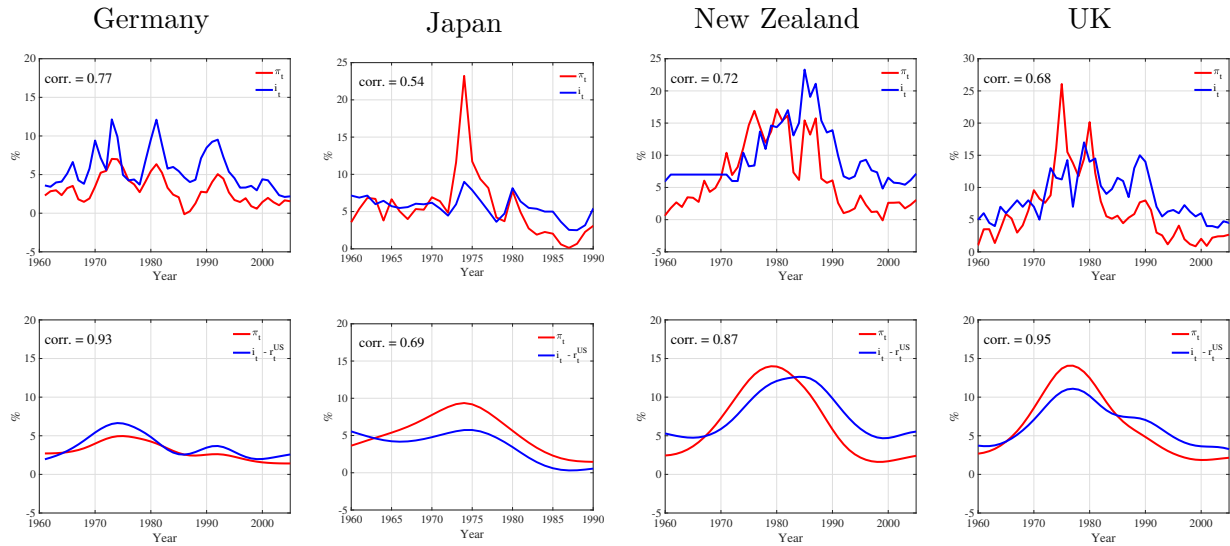 Germany
Japan
New Zealand
UK
20
15
10
5
0
-5
%
corr. = 0.77
π_t
i_t
1960 1970 1980 1990 2000
Year
25
20
15
10
5
0
-5
%
corr. = 0.54
π_t
i_t
1960 1965 1970 1975 1980 1985 1990
Year
25
20
15
10
5
0
-5
%
corr. = 0.72
π_t
i_t
1960 1970 1980 1990 2000
Year
30
25
20
15
10
5
0
%
corr. = 0.68
π_t
i_t
1960 1970 1980 1990 2000
Year
20
15
10
5
0
-5
%
corr. = 0.93
π_t
i_t - r_t^US
1960 1970 1980 1990 2000
Year
20
15
10
5
0
-5
%
corr. = 0.69
π_t
i_t - r_t^US
1960 1965 1970 1975 1980 1985 1990
Year
20
15
10
5
0
-5
%
corr. = 0.87
π_t
i_t - r_t^US
1960 1970 1980 1990 2000
Year
20
15
10
5
0
-5
%
corr. = 0.95
π_t
i_t - r_t^US
1960 1970 1980 1990 2000
Year